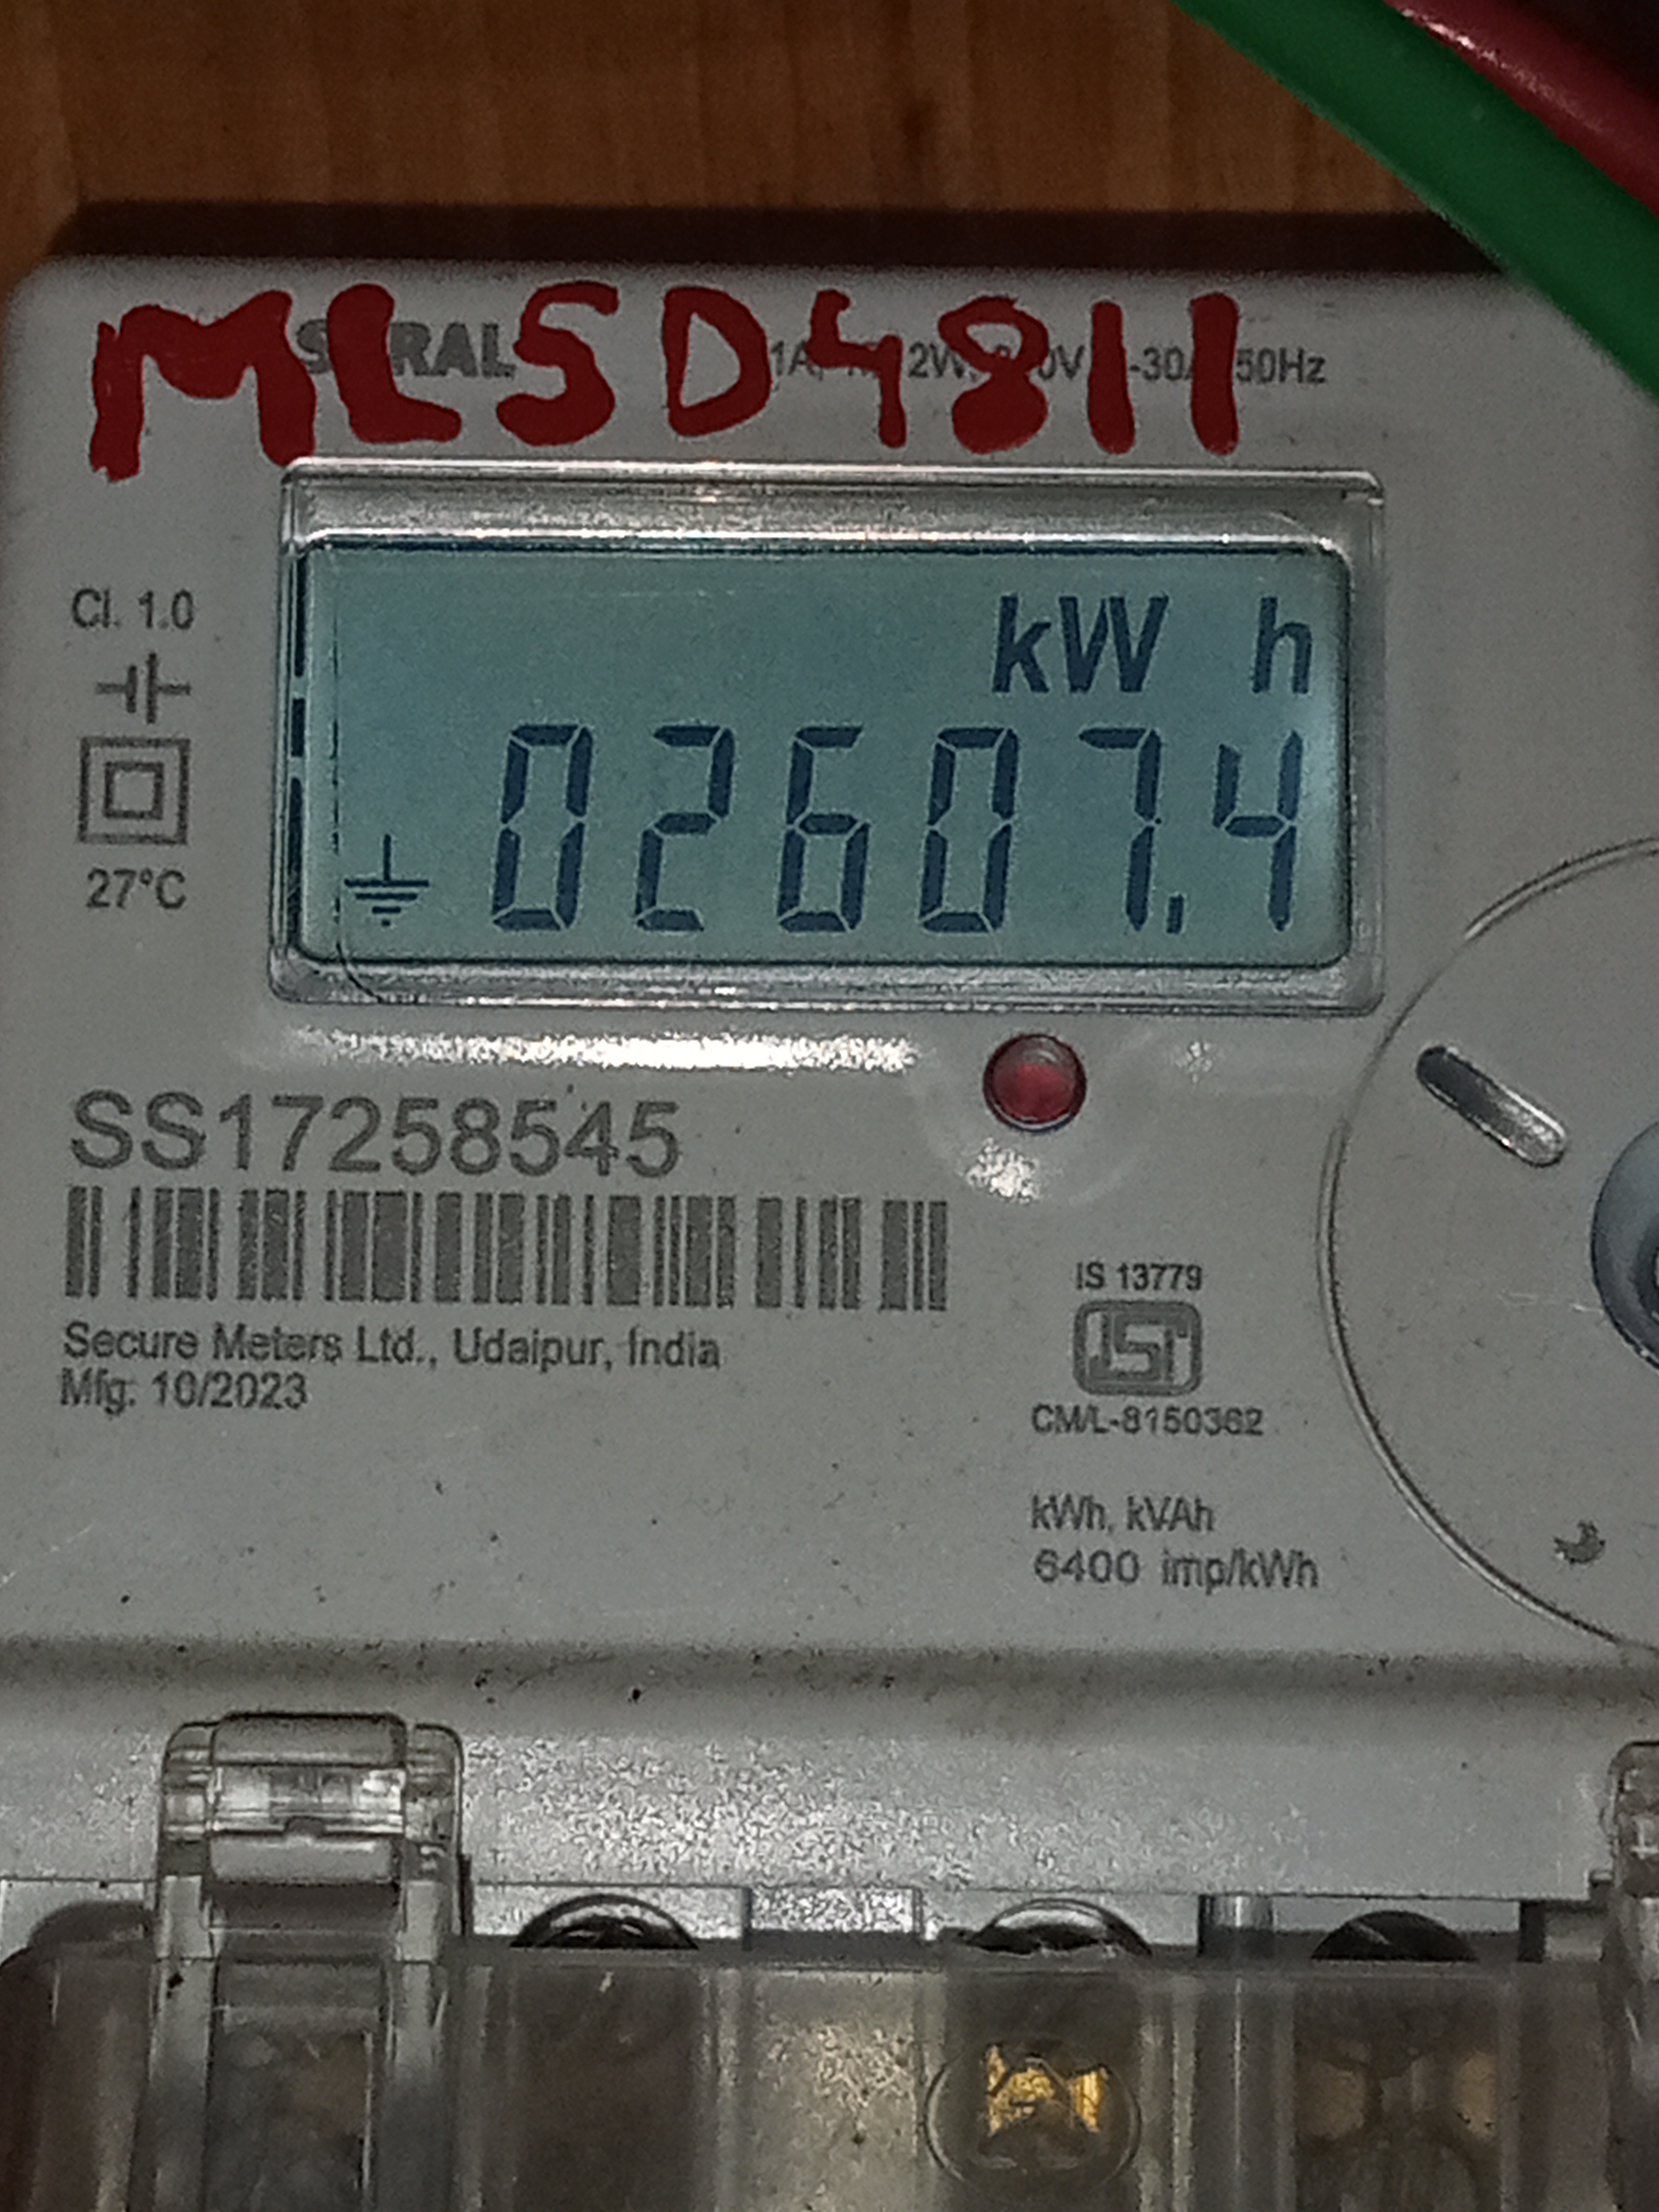 MLSD4811
Cl. 1.0
27°C
kW h
02607.4
SS17258545
Secure Meters Ltd., Udaipur, India
Mfg: 10/2023
IS 13779
ISI
CM/L-8150362
kWh, kVAh
6400 imp/kWh